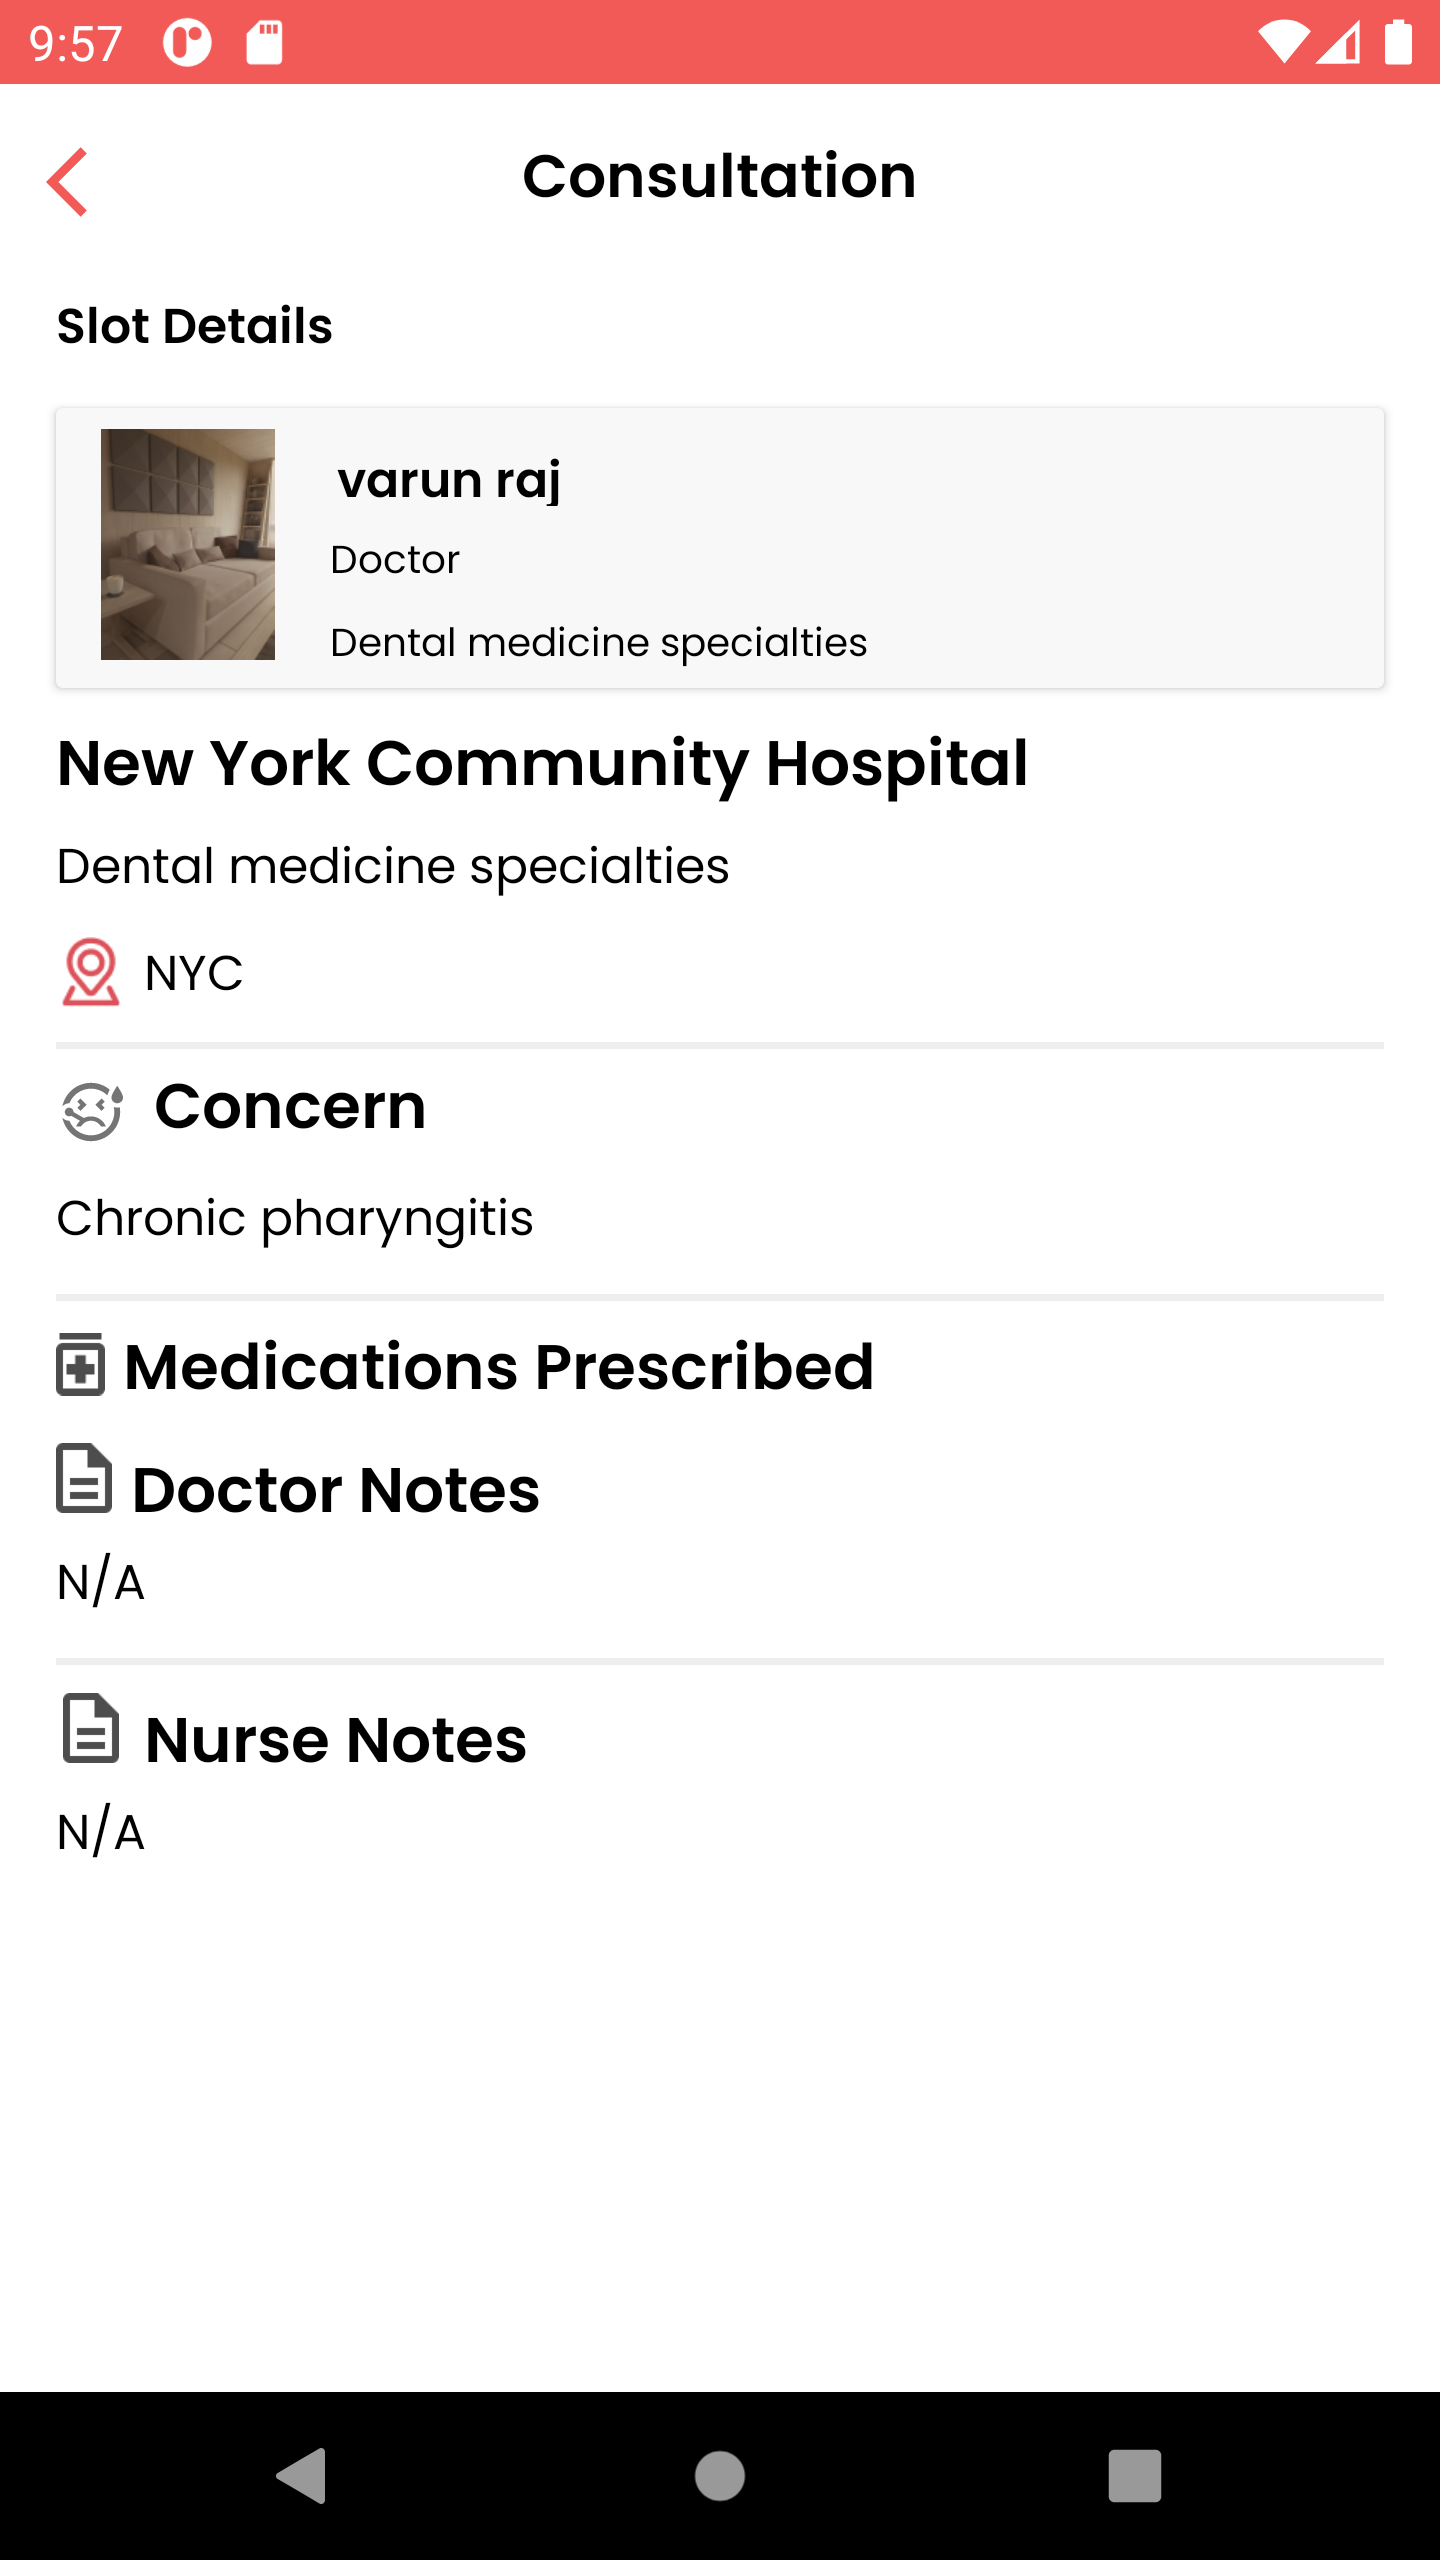 9:57
Consultation
Slot Details
varun raj
Doctor
Dental medicine specialties
New York Community Hospital
Dental medicine specialties
NYC
Concern
Chronic pharyngitis
Medications Prescribed
Doctor Notes
N/A
Nurse Notes
N/A